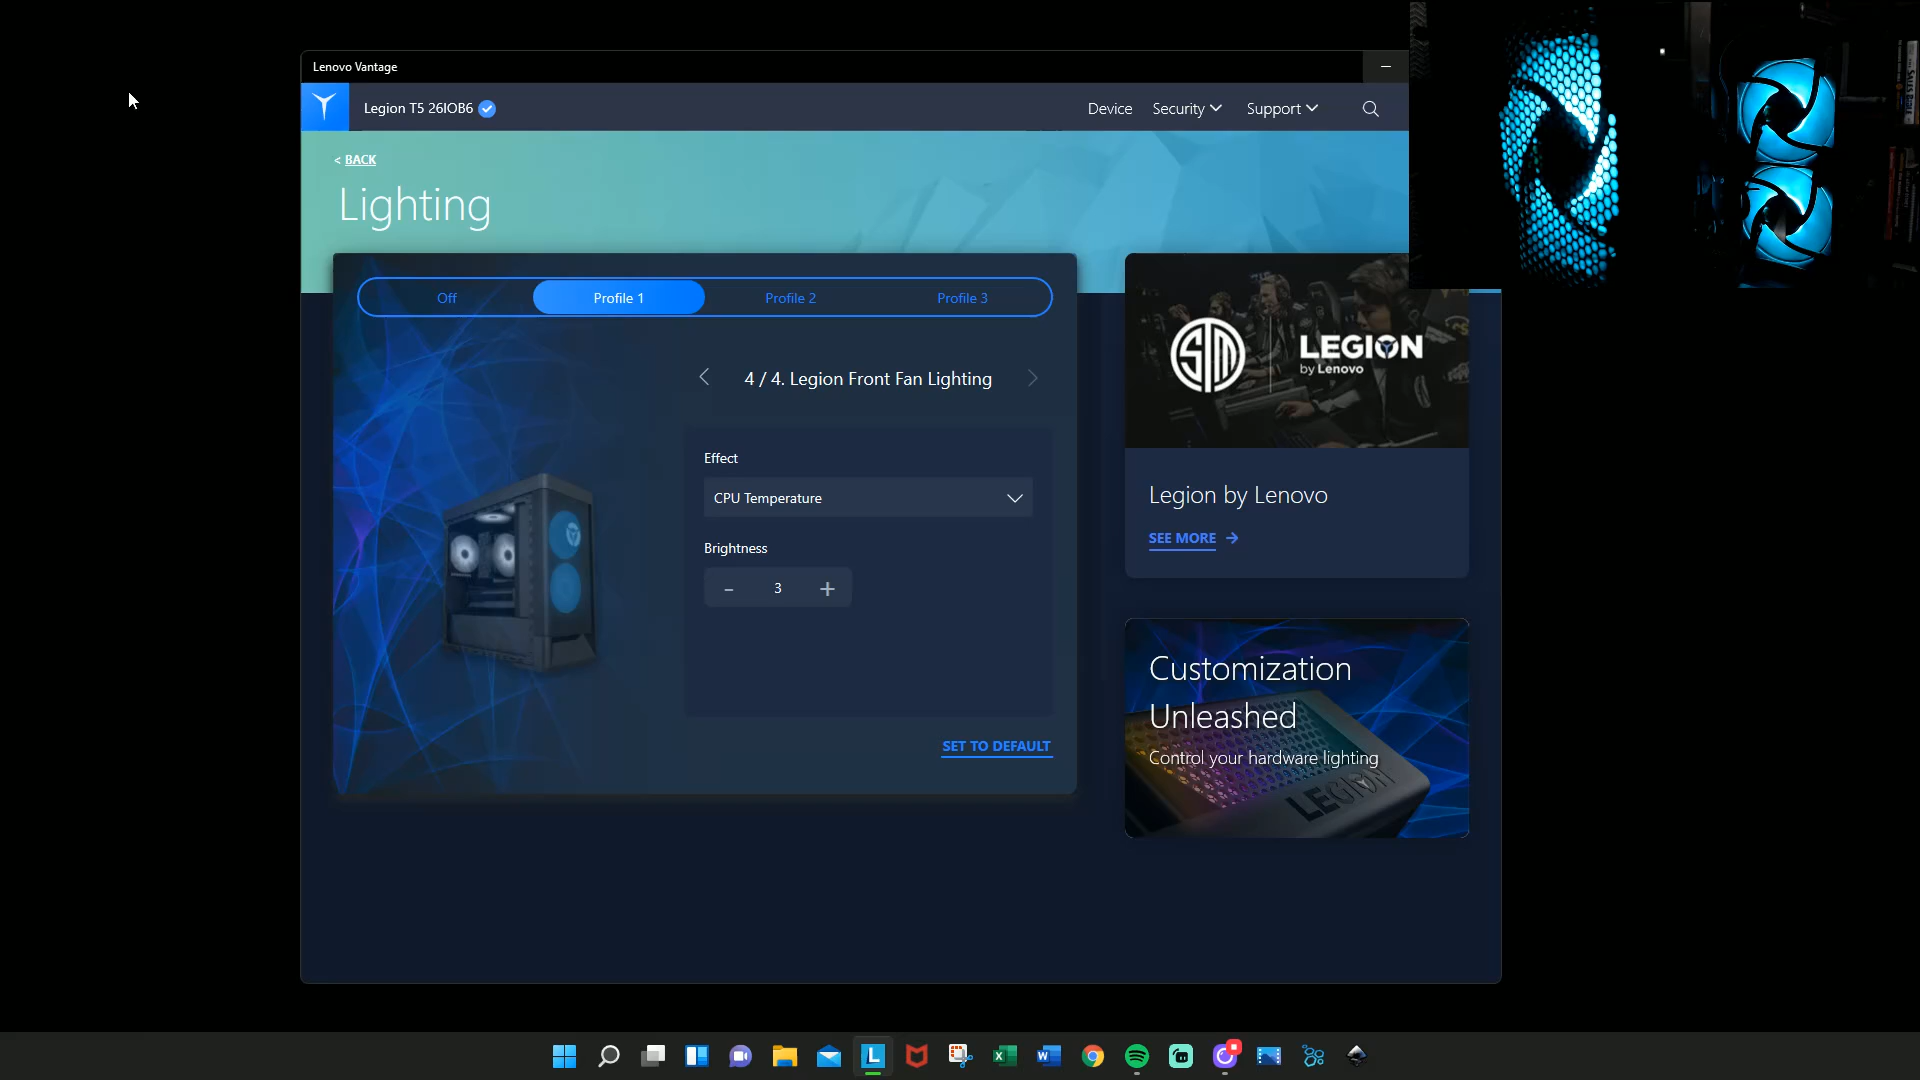 Lenovo Vantage
Legion T5 26IOB6
Device
Security
Support
< BACK
Lighting
Off
Profile 1
Profile 2
Profile 3
4 / 4. Legion Front Fan Lighting
Effect
CPU Temperature
Brightness
- 3 +
SET TO DEFAULT
TSM
LEGION
by Lenovo
Legion by Lenovo
SEE MORE →
Customization
Unleashed
Control your hardware lighting
LEGION
L
X
W